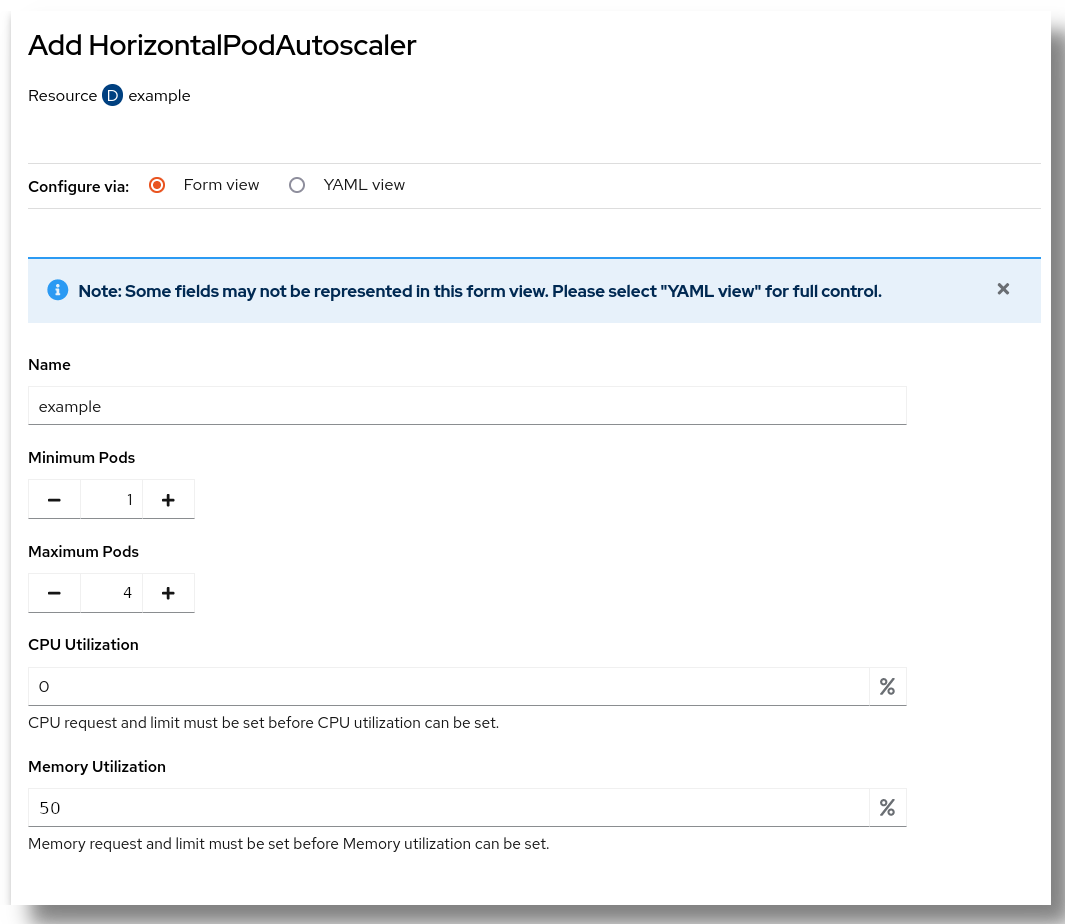 Add HorizontalPodAutoscaler
Resource D example
Configure via: Form view YAML view
Note: Some fields may not be represented in this form view. Please select "YAML view" for full control.
Name
example
Minimum Pods
1
Maximum Pods
4
CPU Utilization
0 %
CPU request and limit must be set before CPU utilization can be set.
Memory Utilization
50 %
Memory request and limit must be set before Memory utilization can be set.